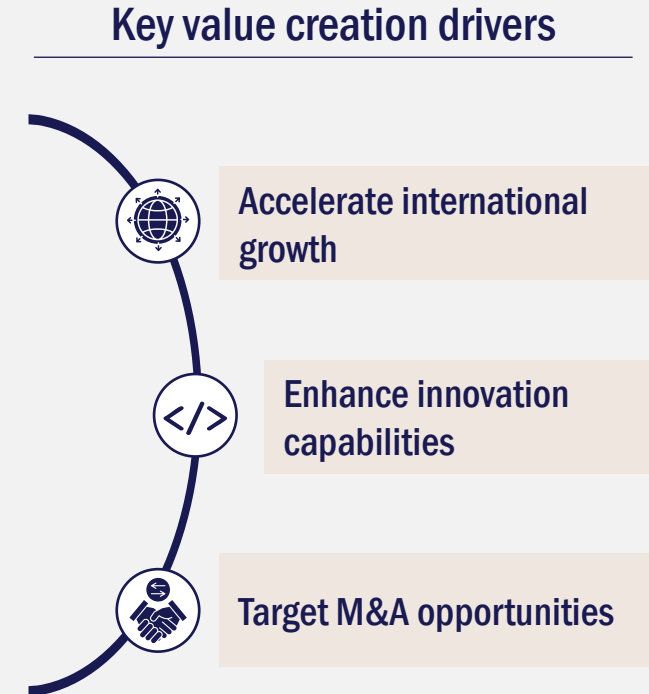 Key value creation drivers
Accelerate international
growth
</>
Enhance innovation
capabilities
Target M&A opportunities